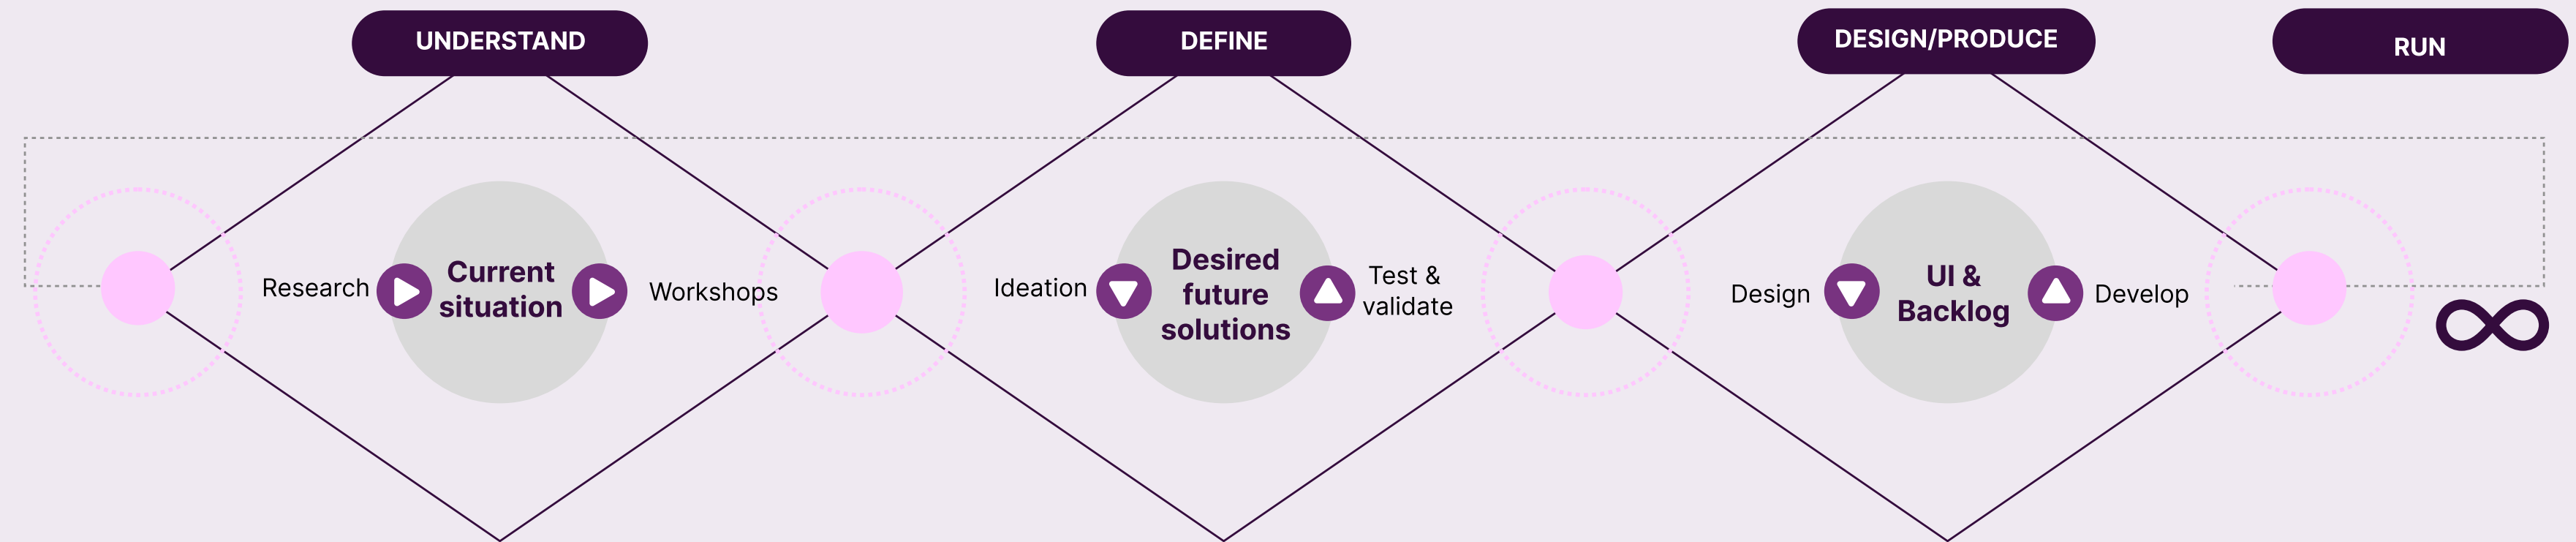 UNDERSTAND
DEFINE
DESIGN/PRODUCE
RUN
Research
Current
situation
Workshops
Ideation
Desired
future
solutions
Test &
validate
Design
UI &
Backlog
Develop